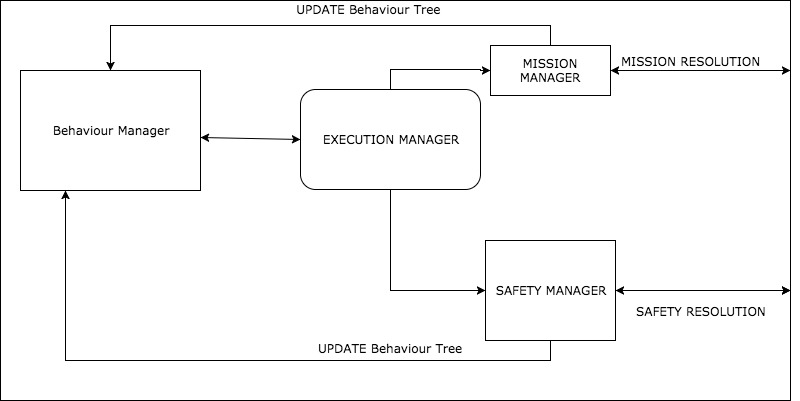 UPDATE Behaviour Tree
MISSION
MANAGER
MISSION RESOLUTION
Behaviour Manager
EXECUTION MANAGER
SAFETY MANAGER
SAFETY RESOLUTION
UPDATE Behaviour Tree